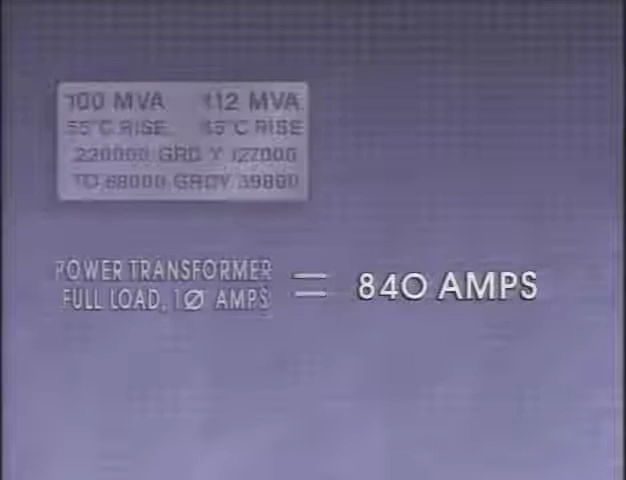 100 MVA 112 MVA
55°C RISE 65°C RISE
220000 GRD Y 127000
TO 69000 GRDY 39800
POWER TRANSFORMER
FULL LOAD, 1Ø AMPS
= 840 AMPS